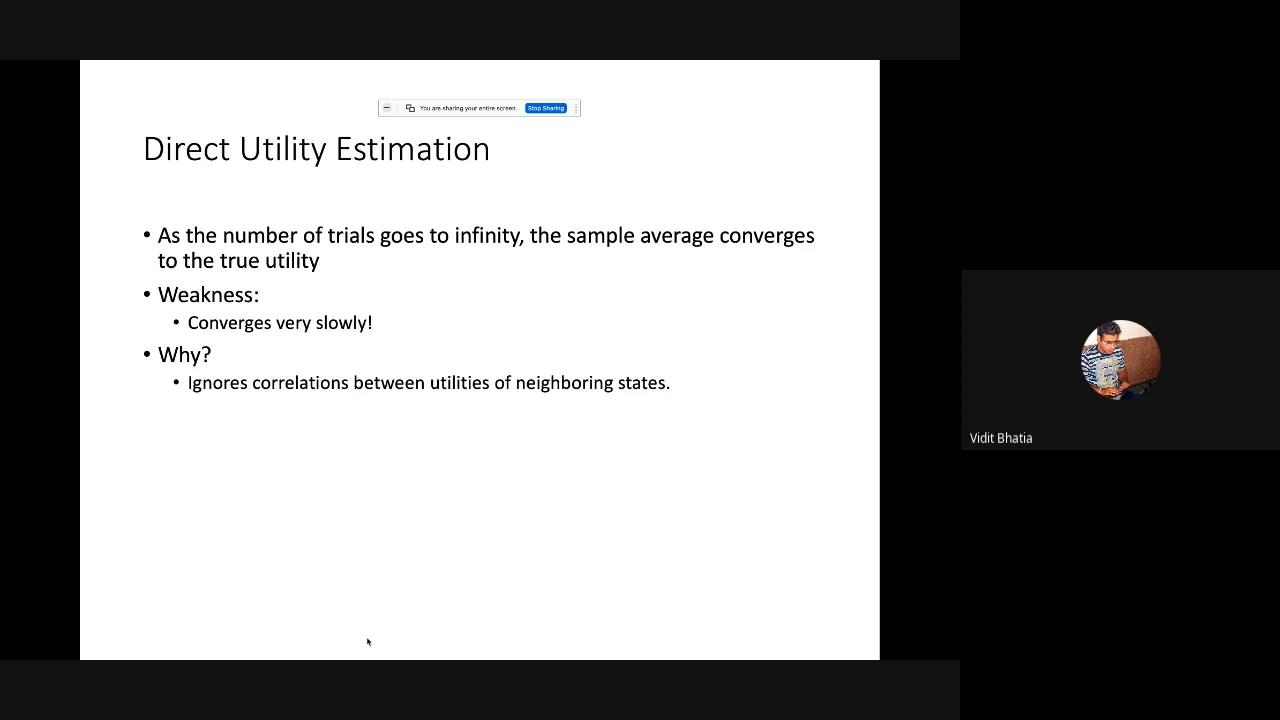 You are sharing your entire screen. Stop Sharing
Direct Utility Estimation
• As the number of trials goes to infinity, the sample average converges
to the true utility
• Weakness:
• Converges very slowly!
• Why?
• Ignores correlations between utilities of neighboring states.
Vidit Bhatia